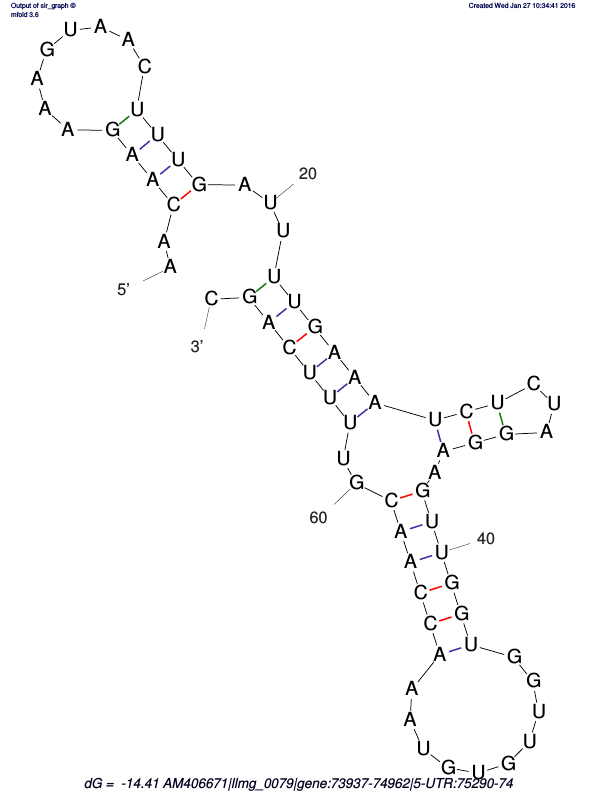 Output of sir_graph ©
mfold 3.6
Created Wed Jan 27 10:34:41 2016
5'
A A C A A G A A A G U A A C U U U G A U
20
U U U G A A A U C U C U A G G A A G U U
40
G G U G G U U G U G U A A A C C A A C G
60
U U U U C A G C
3'
dG = -14.41 AM406671|llmg_0079|gene:73937-74962|5-UTR:75290-74